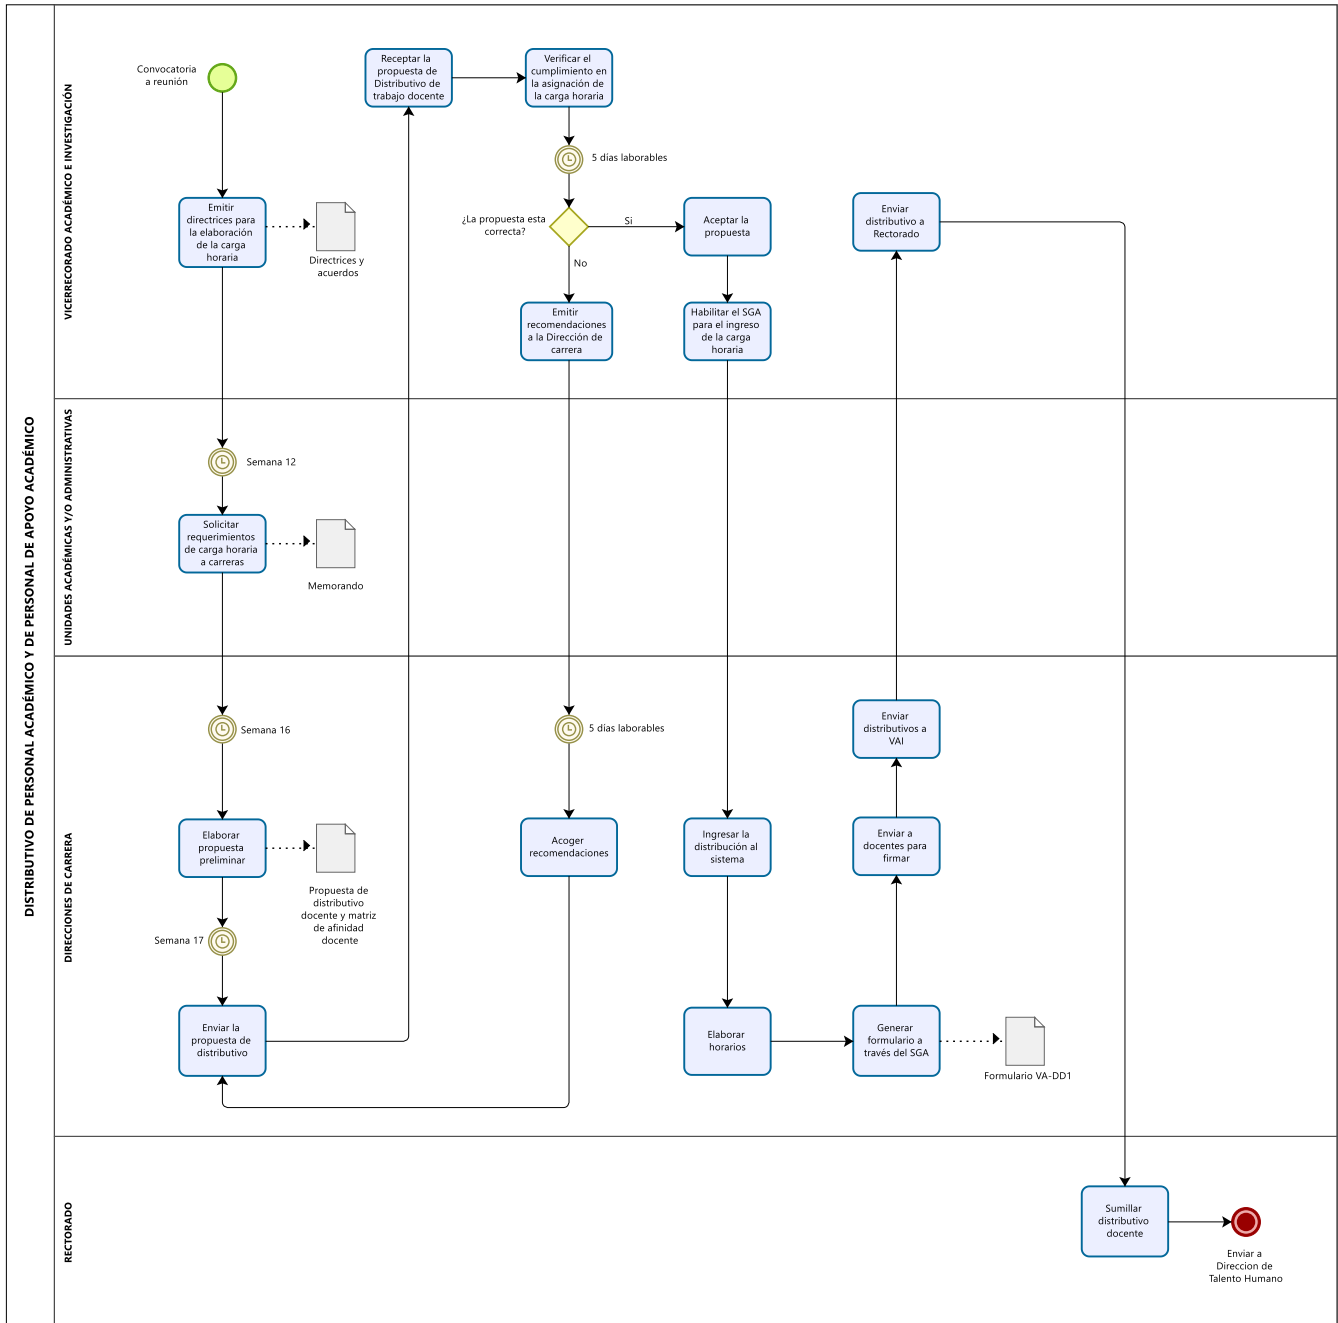 DISTRIBUTIVO DE PERSONAL ACADÉMICO Y DE PERSONAL DE APOYO ACADÉMICO
VICERRECORADO ACADÉMICO E INVESTIGACIÓN
Convocatoria
a reunión
Emitir
directrices para
la elaboración
de la carga
horaria
Directrices y
acuerdos
Receptar la
propuesta de
Distributivo de
trabajo docente
Verificar el
cumplimiento en
la asignación de
la carga horaria
5 días laborables
¿La propuesta esta
correcta?
Si
No
Aceptar la
propuesta
Emitir
recomendaciones
a la Dirección de
carrera
Habilitar el SGA
para el ingreso
de la carga
horaria
Enviar
distributivo a
Rectorado
UNIDADES ACADÉMICAS Y/O ADMINISTRATIVAS
Semana 12
Solicitar
requerimientos
de carga horaria
a carreras
Memorando
DIRECCIONES DE CARRERA
Semana 16
Elaborar
propuesta
preliminar
Propuesta de
distributivo
docente y matriz
de afinidad
docente
Semana 17
Enviar la
propuesta de
distributivo
5 días laborables
Acoger
recomendaciones
Ingresar la
distribución al
sistema
Elaborar
horarios
Generar
formulario a
través del SGA
Formulario VA-DD1
Enviar a
docentes para
firmar
Enviar
distributivos a
VAI
RECTORADO
Sumillar
distributivo
docente
Enviar a
Direccion de
Talento Humano